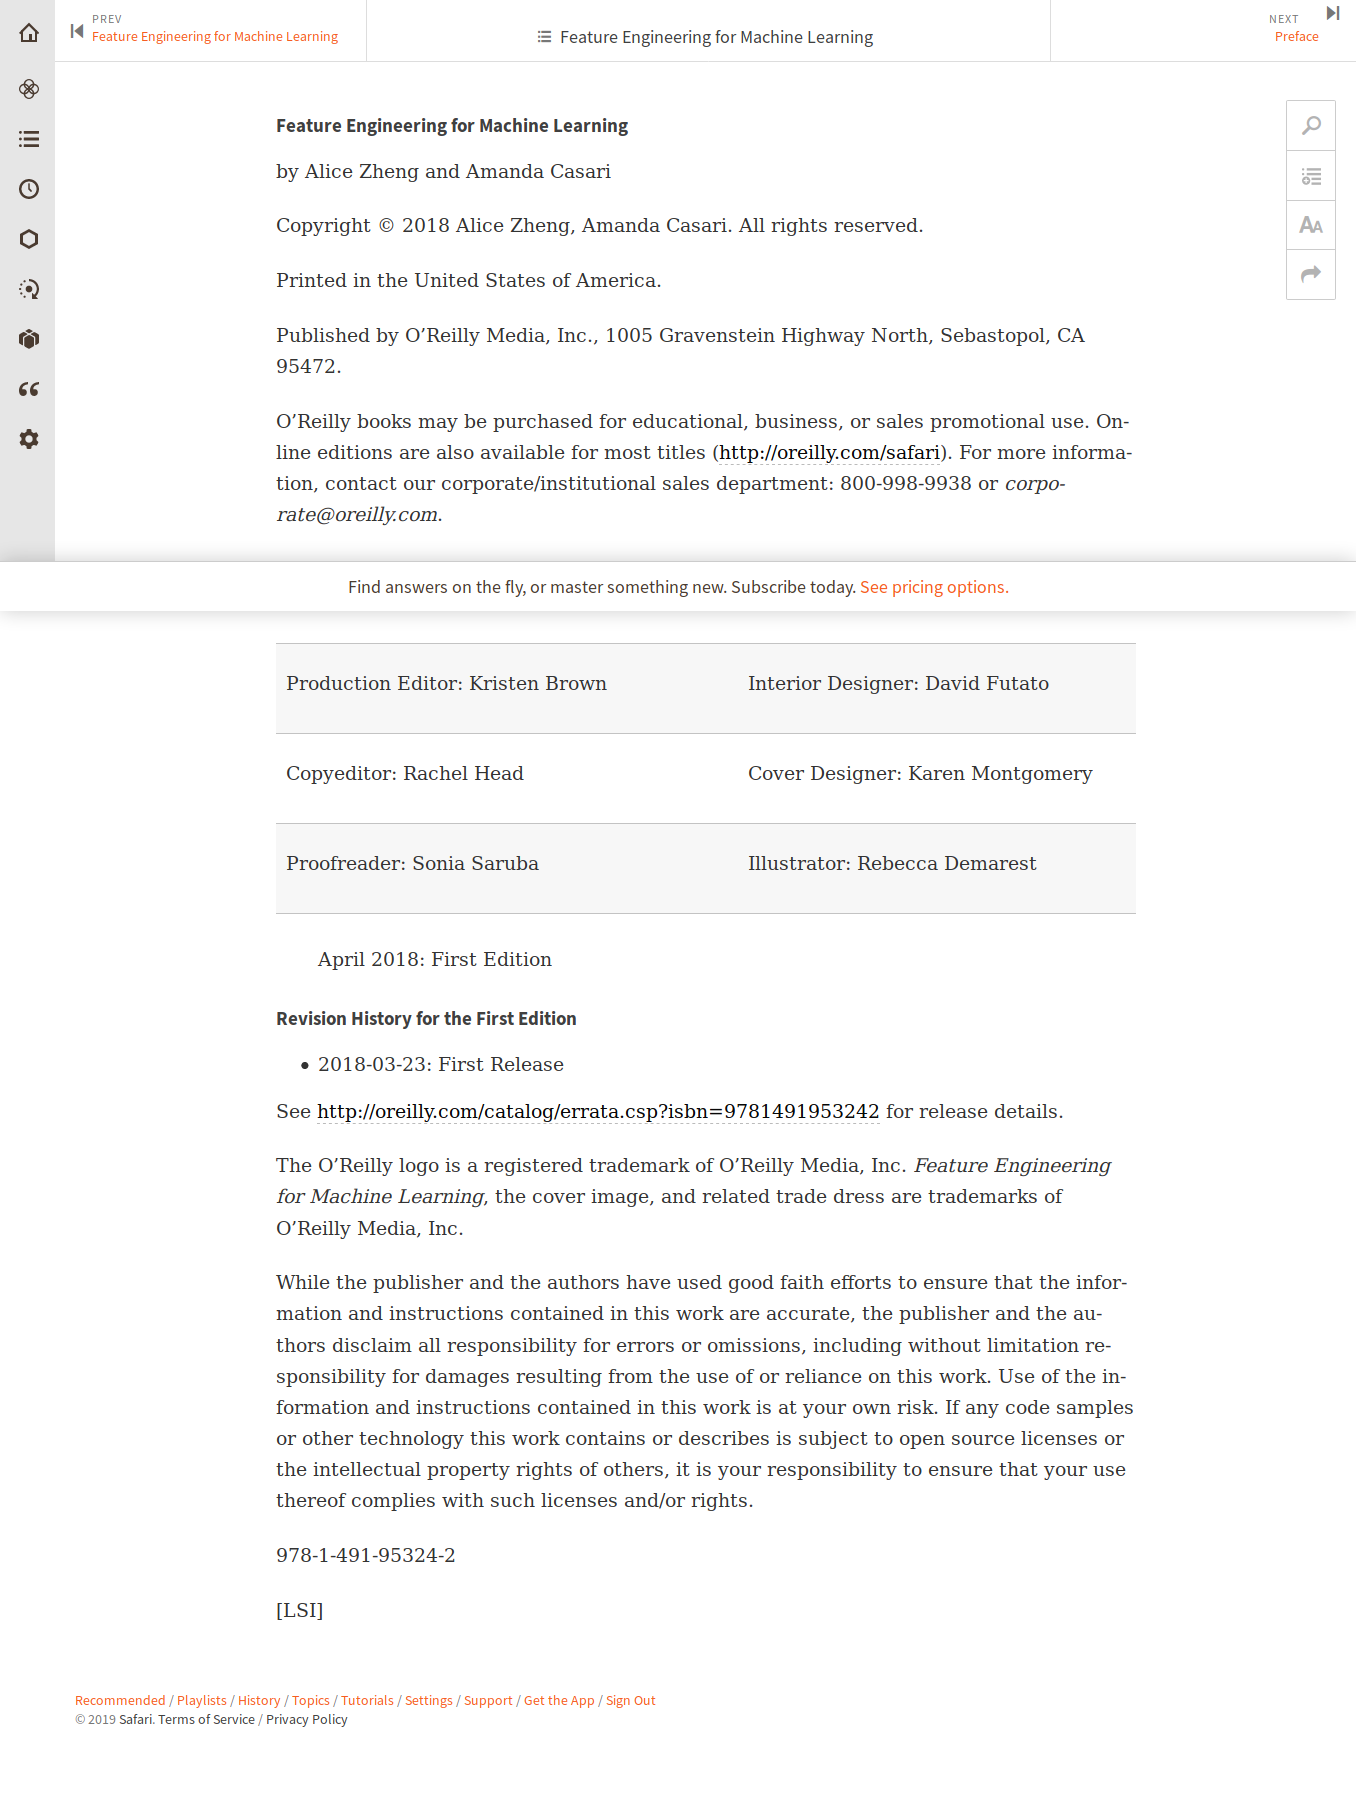 PREV
Feature Engineering for Machine Learning
Feature Engineering for Machine Learning
NEXT
Preface
Feature Engineering for Machine Learning
by Alice Zheng and Amanda Casari
Copyright © 2018 Alice Zheng, Amanda Casari. All rights reserved.
Printed in the United States of America.
Published by O’Reilly Media, Inc., 1005 Gravenstein Highway North, Sebastopol, CA
95472.
O’Reilly books may be purchased for educational, business, or sales promotional use. On-
line editions are also available for most titles (http://oreilly.com/safari). For more informa-
tion, contact our corporate/institutional sales department: 800-998-9938 or corpo-
rate@oreilly.com.
Find answers on the fly, or master something new. Subscribe today. See pricing options.
Production Editor: Kristen Brown
Interior Designer: David Futato
Copyeditor: Rachel Head
Cover Designer: Karen Montgomery
Proofreader: Sonia Saruba
Illustrator: Rebecca Demarest
April 2018: First Edition
Revision History for the First Edition
• 2018-03-23: First Release
See http://oreilly.com/catalog/errata.csp?isbn=9781491953242 for release details.
The O’Reilly logo is a registered trademark of O’Reilly Media, Inc. Feature Engineering
for Machine Learning, the cover image, and related trade dress are trademarks of
O’Reilly Media, Inc.
While the publisher and the authors have used good faith efforts to ensure that the infor-
mation and instructions contained in this work are accurate, the publisher and the au-
thors disclaim all responsibility for errors or omissions, including without limitation re-
sponsibility for damages resulting from the use of or reliance on this work. Use of the in-
formation and instructions contained in this work is at your own risk. If any code samples
or other technology this work contains or describes is subject to open source licenses or
the intellectual property rights of others, it is your responsibility to ensure that your use
thereof complies with such licenses and/or rights.
978-1-491-95324-2
[LSI]
Recommended / Playlists / History / Topics / Tutorials / Settings / Support / Get the App / Sign Out
© 2019 Safari. Terms of Service / Privacy Policy